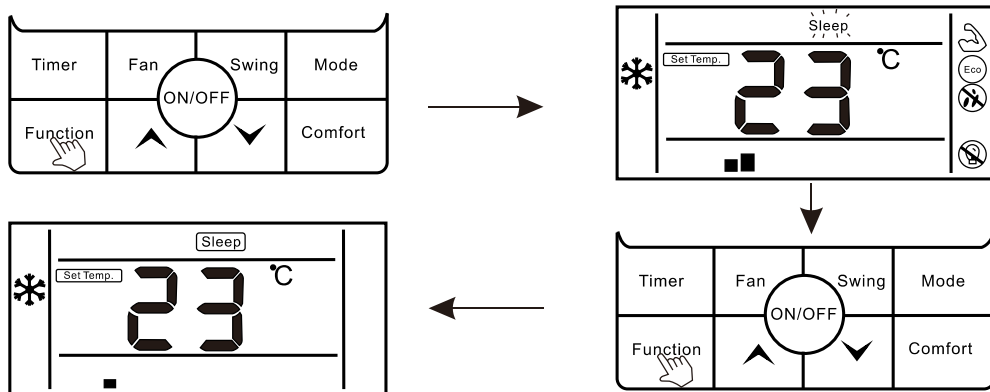 Timer Fan Swing Mode
ON/OFF
Function Comfort
Sleep
Set Temp. 23 °C
Eco
Sleep
Set Temp. 23 °C
Timer Fan Swing Mode
ON/OFF
Function Comfort